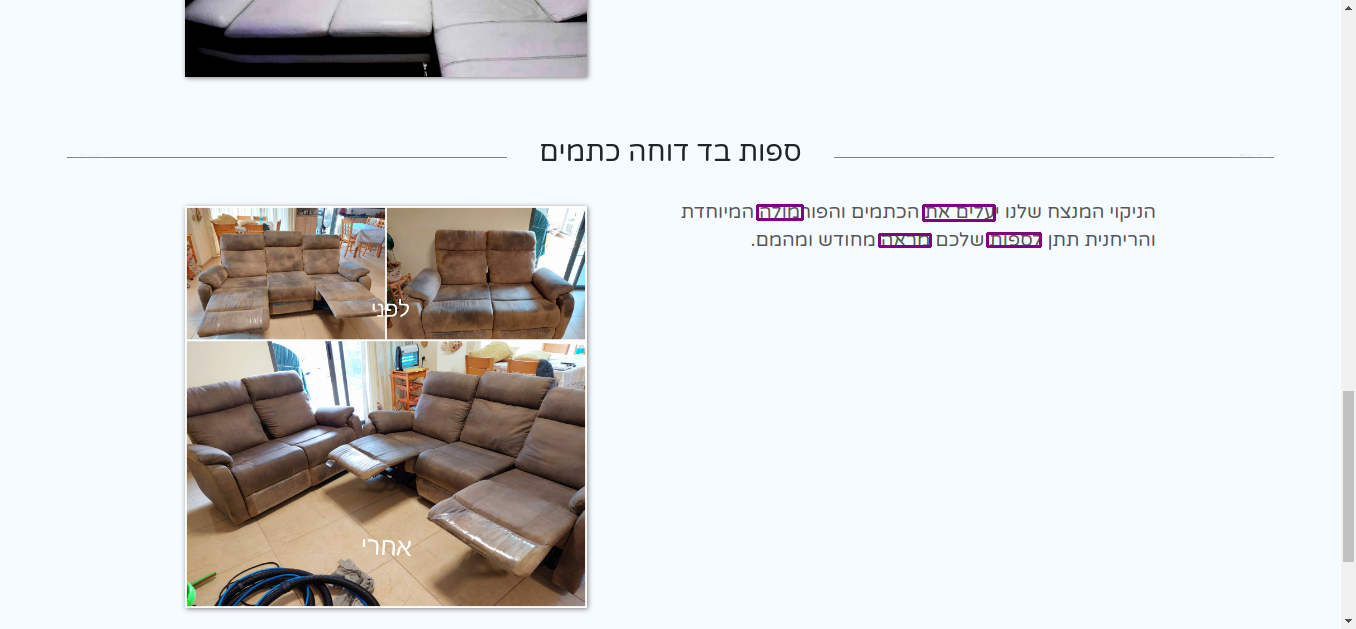 ספות בד דוחה כתמים
הניקוי המנצח שלנו יעלים את הכתמים והפורמולה המיוחדת
והריחנית תתן לספות שלכם מראה מחודש ומהמם.
לפני
אחרי